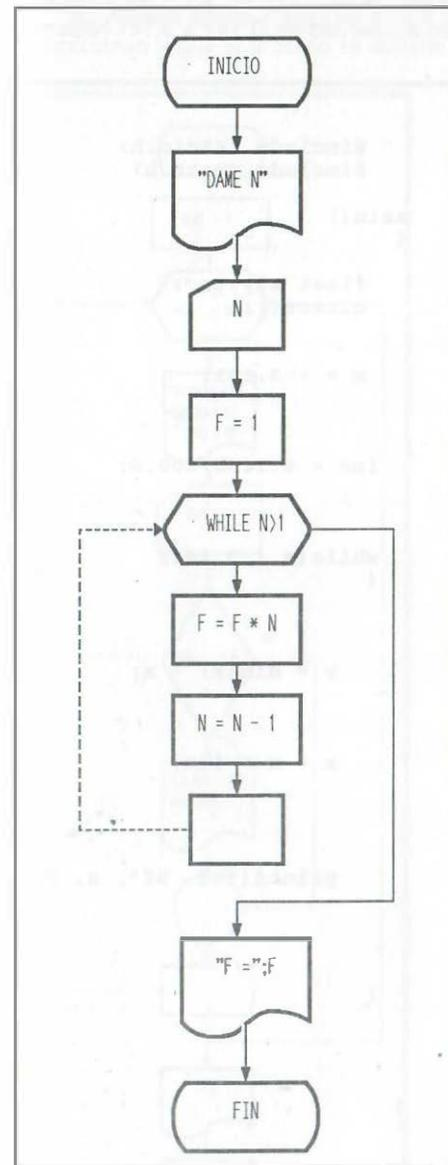 INICIO
"DAME N"
N
F = 1
WHILE N>1
F = F * N
N = N - 1
"F =";F
FIN